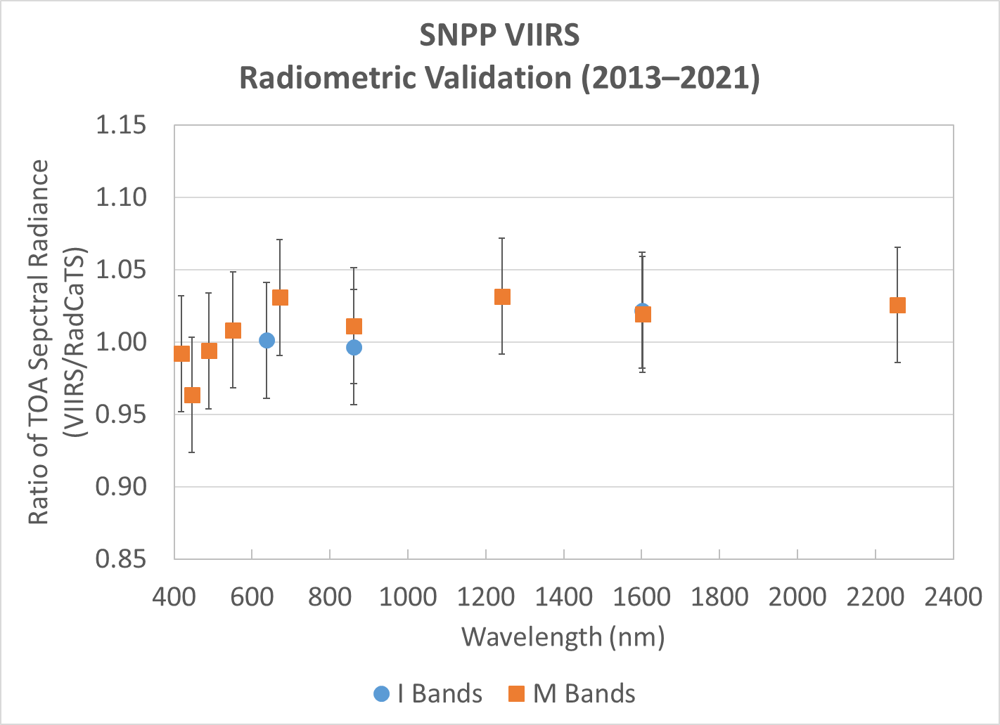 SNPP VIIRS
Radiometric Validation (2013–2021)
Ratio of TOA Sepctral Radiance
(VIIRS/RadCaTS)
1.15
1.10
1.05
1.00
0.95
0.90
0.85
400 600 800 1000 1200 1400 1600 1800 2000 2200 2400
Wavelength (nm)
I Bands M Bands